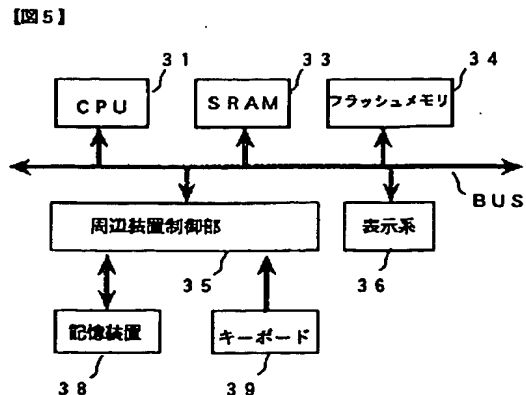 【図5】
31
33
34
CPU
SRAM
フラッシュメモリ
BUS
周辺装置制御部
表示系
35
36
記憶装置
キーボード
38
39